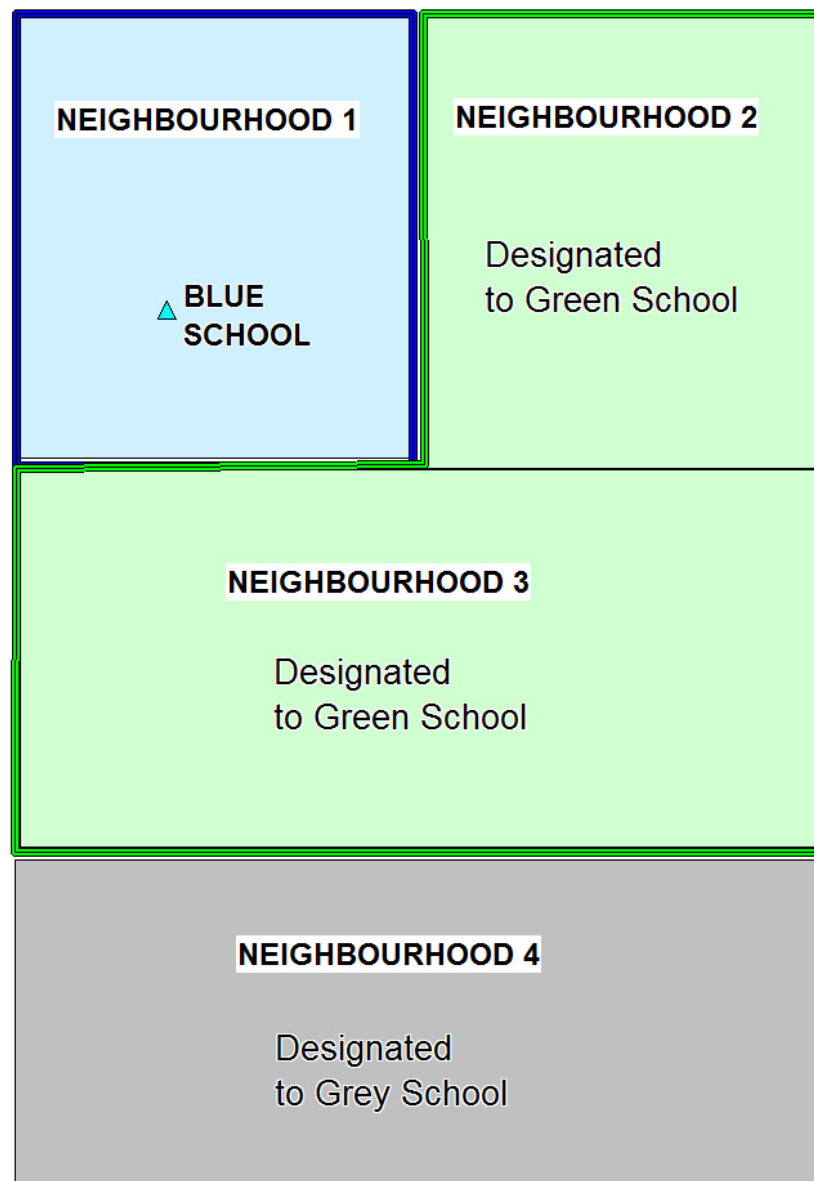 NEIGHBOURHOOD 1
NEIGHBOURHOOD 2
Designated
to Green School
BLUE
SCHOOL
NEIGHBOURHOOD 3
Designated
to Green School
NEIGHBOURHOOD 4
Designated
to Grey School